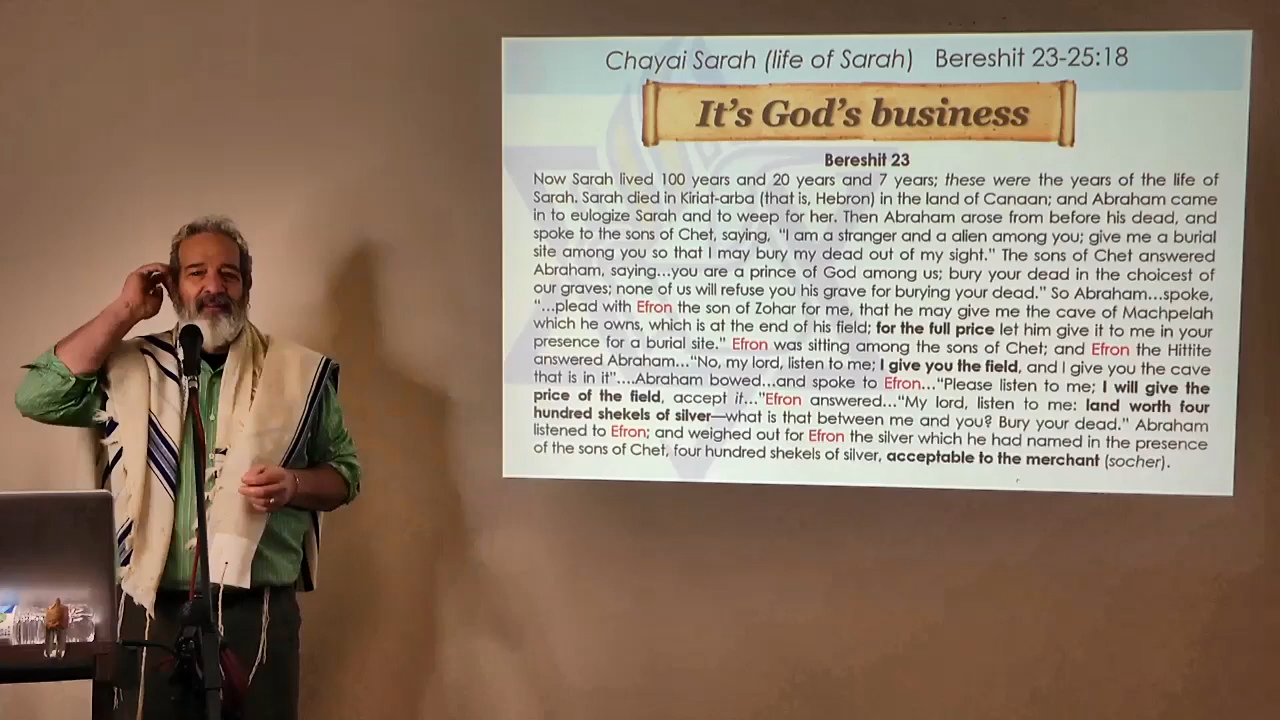 Chayai Sarah (life of Sarah) Bereshit 23-25:18
It's God's business
Bereshit 23
Now Sarah lived 100 years and 20 years and 7 years; these were the years of the life of
Sarah. Sarah died in Kiriat-arba (that is, Hebron) in the land of Canaan; and Abraham came
in to eulogize Sarah and to weep for her. Then Abraham arose from before his dead, and
spoke to the sons of Chet, saying, "I am a stranger and a alien among you; give me a burial
site among you so that I may bury my dead out of my sight." The sons of Chet answered
Abraham, saying...you are a prince of God among us; bury your dead in the choicest of
our graves; none of us will refuse you his grave for burying your dead." So Abraham...spoke,
"...plead with Efron the son of Zohar for me, that he may give me the cave of Machpelah
which he owns, which is at the end of his field; for the full price let him give it to me in your
presence for a burial site." Efron was sitting among the sons of Chet; and Efron the Hittite
answered Abraham..."No, my lord, listen to me; I give you the field, and I give you the cave
that is in it"....Abraham bowed...and spoke to Efron..."Please listen to me; I will give the
price of the field, accept it..."Efron answered..."My lord, listen to me: land worth four
hundred shekels of silver—what is that between me and you? Bury your dead." Abraham
listened to Efron; and weighed out for Efron the silver which he had named in the presence
of the sons of Chet, four hundred shekels of silver, acceptable to the merchant (socher).